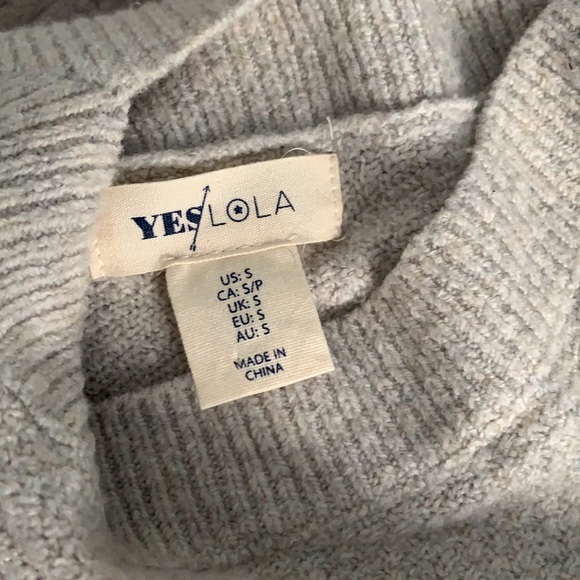 YES/LOLA
US: S
CA: S/P
UK: S
EU: S
AU: S
MADE IN
CHINA